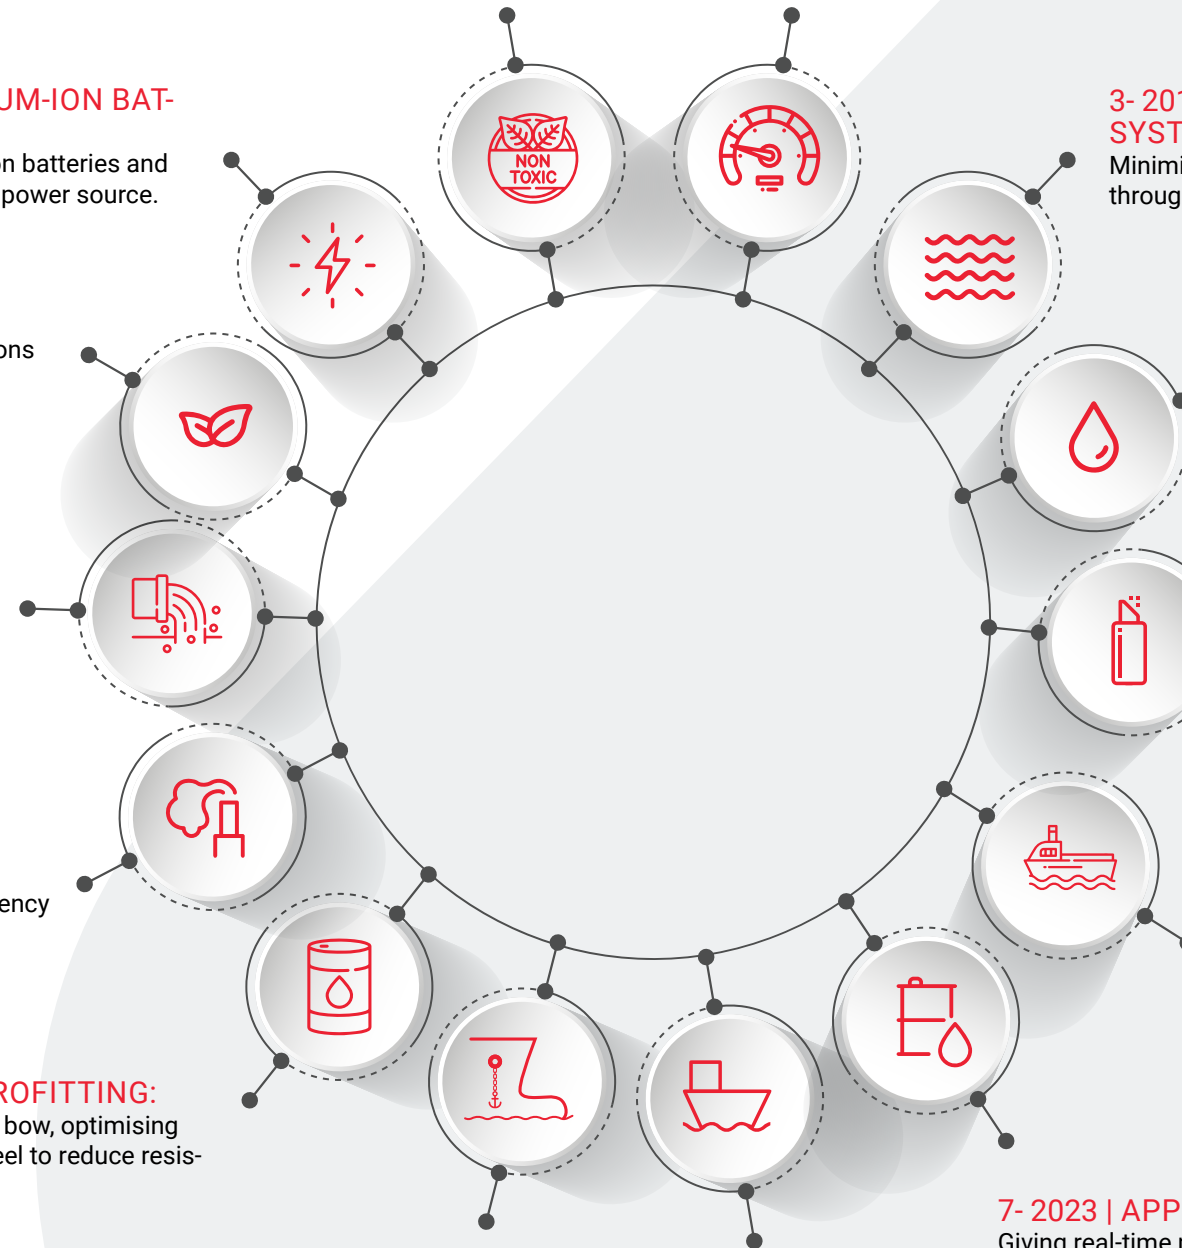 UM-ION BAT-
on batteries and
power source.
ons
ency
ROFITTING:
bow, optimising
eel to reduce resis-
NON
TOXIC
3- 201
SYST
Minimi
throug
7- 2023 | APP
Giving real-time